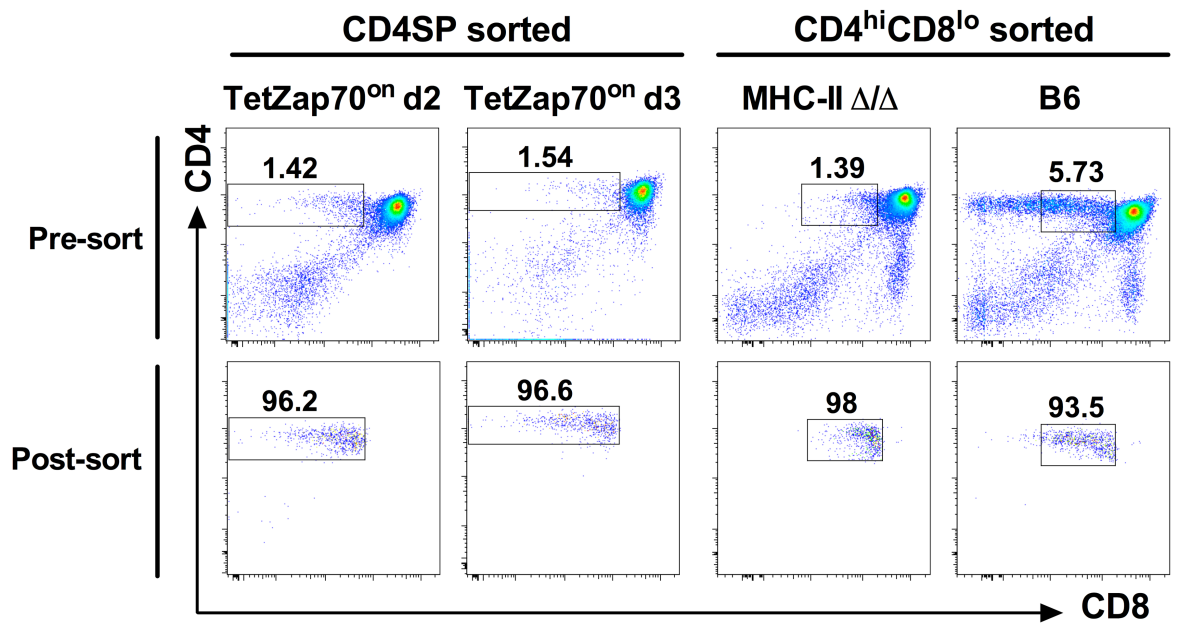 CD4SP sorted
CD4hiCD8lo sorted
TetZap70on d2
TetZap70on d3
MHC-II Δ/Δ
B6
CD4
1.42
1.54
1.39
5.73
Pre-sort
96.2
96.6
98
93.5
Post-sort
CD8